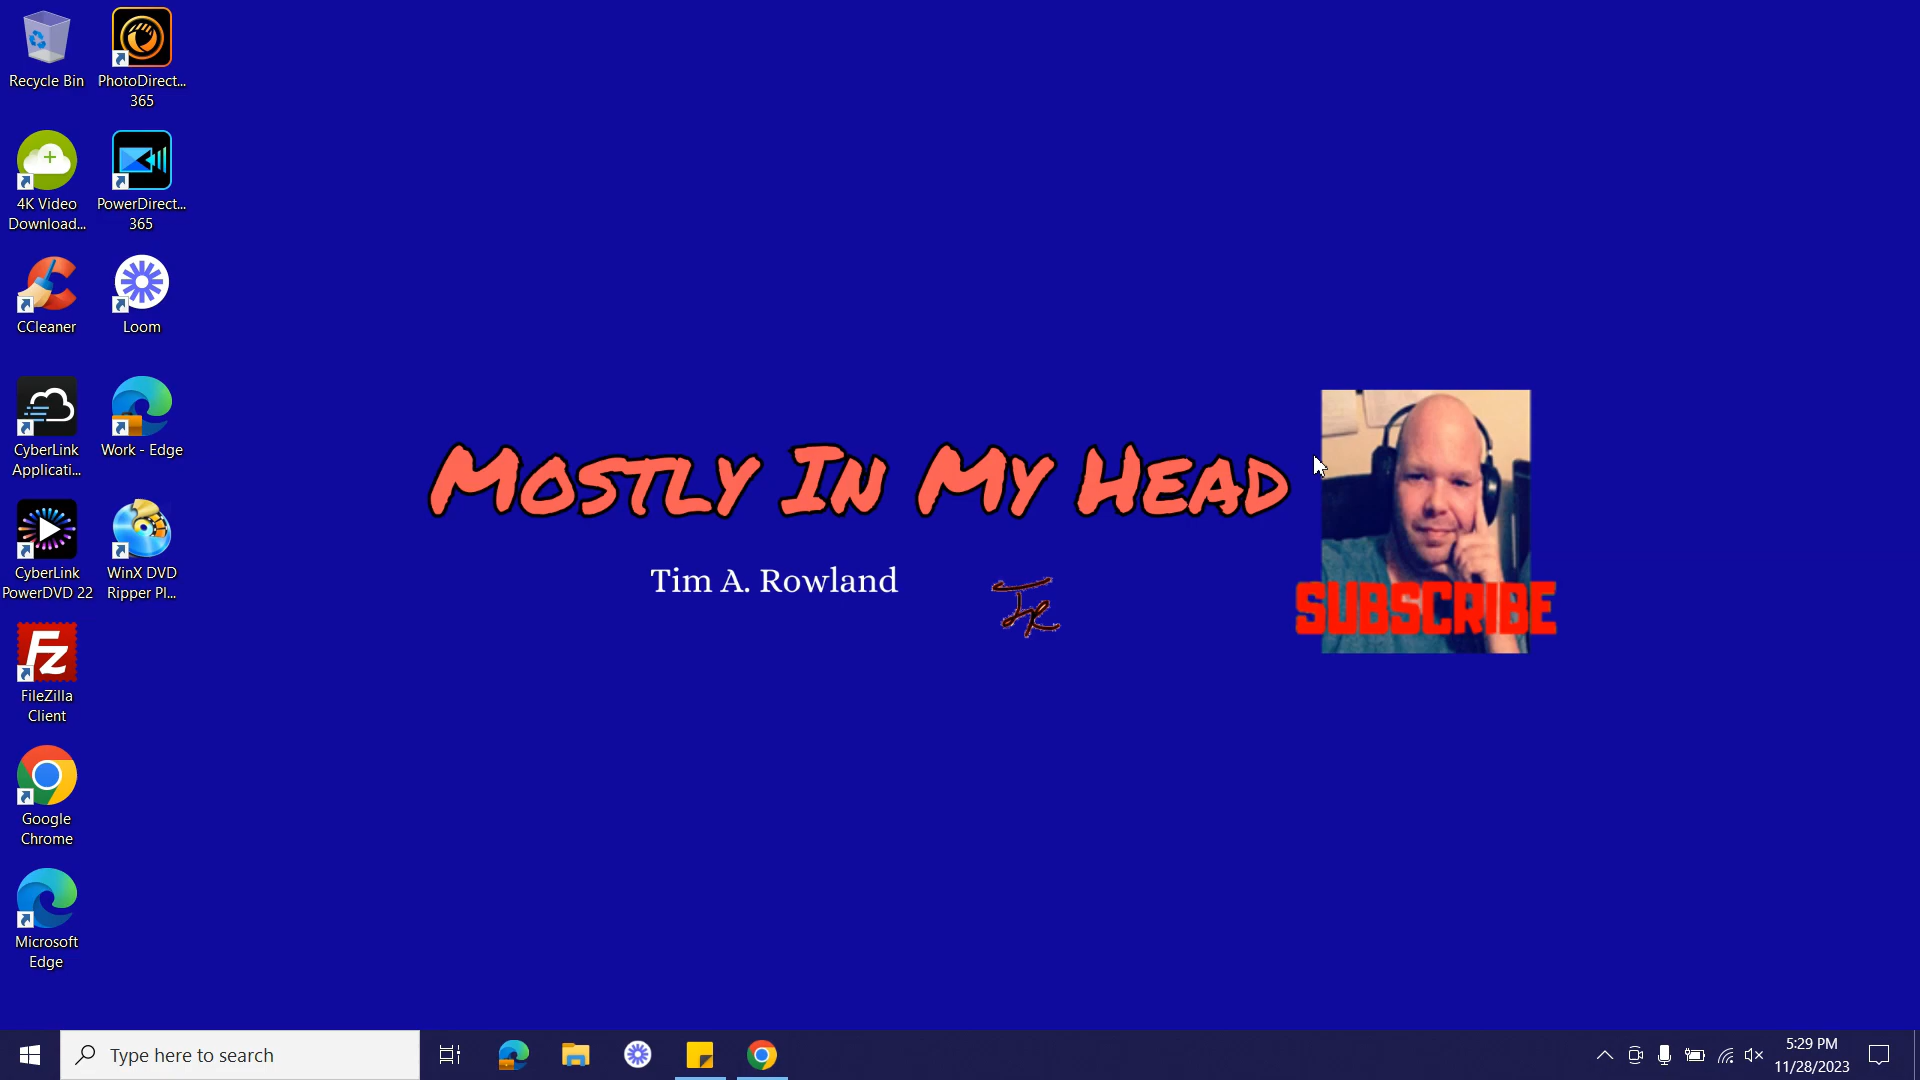 Recycle Bin
PhotoDirect...
365
4K Video
Download...
PowerDirect...
365
CCleaner
Loom
CyberLink
Applicati...
Work - Edge
CyberLink
PowerDVD 22
WinX DVD
Ripper Pl...
Fz
FileZilla
Client
Google
Chrome
Microsoft
Edge
Mostly In My Head
Tim A. Rowland
TR
SUBSCRIBE
Type here to search
5:29 PM
11/28/2023